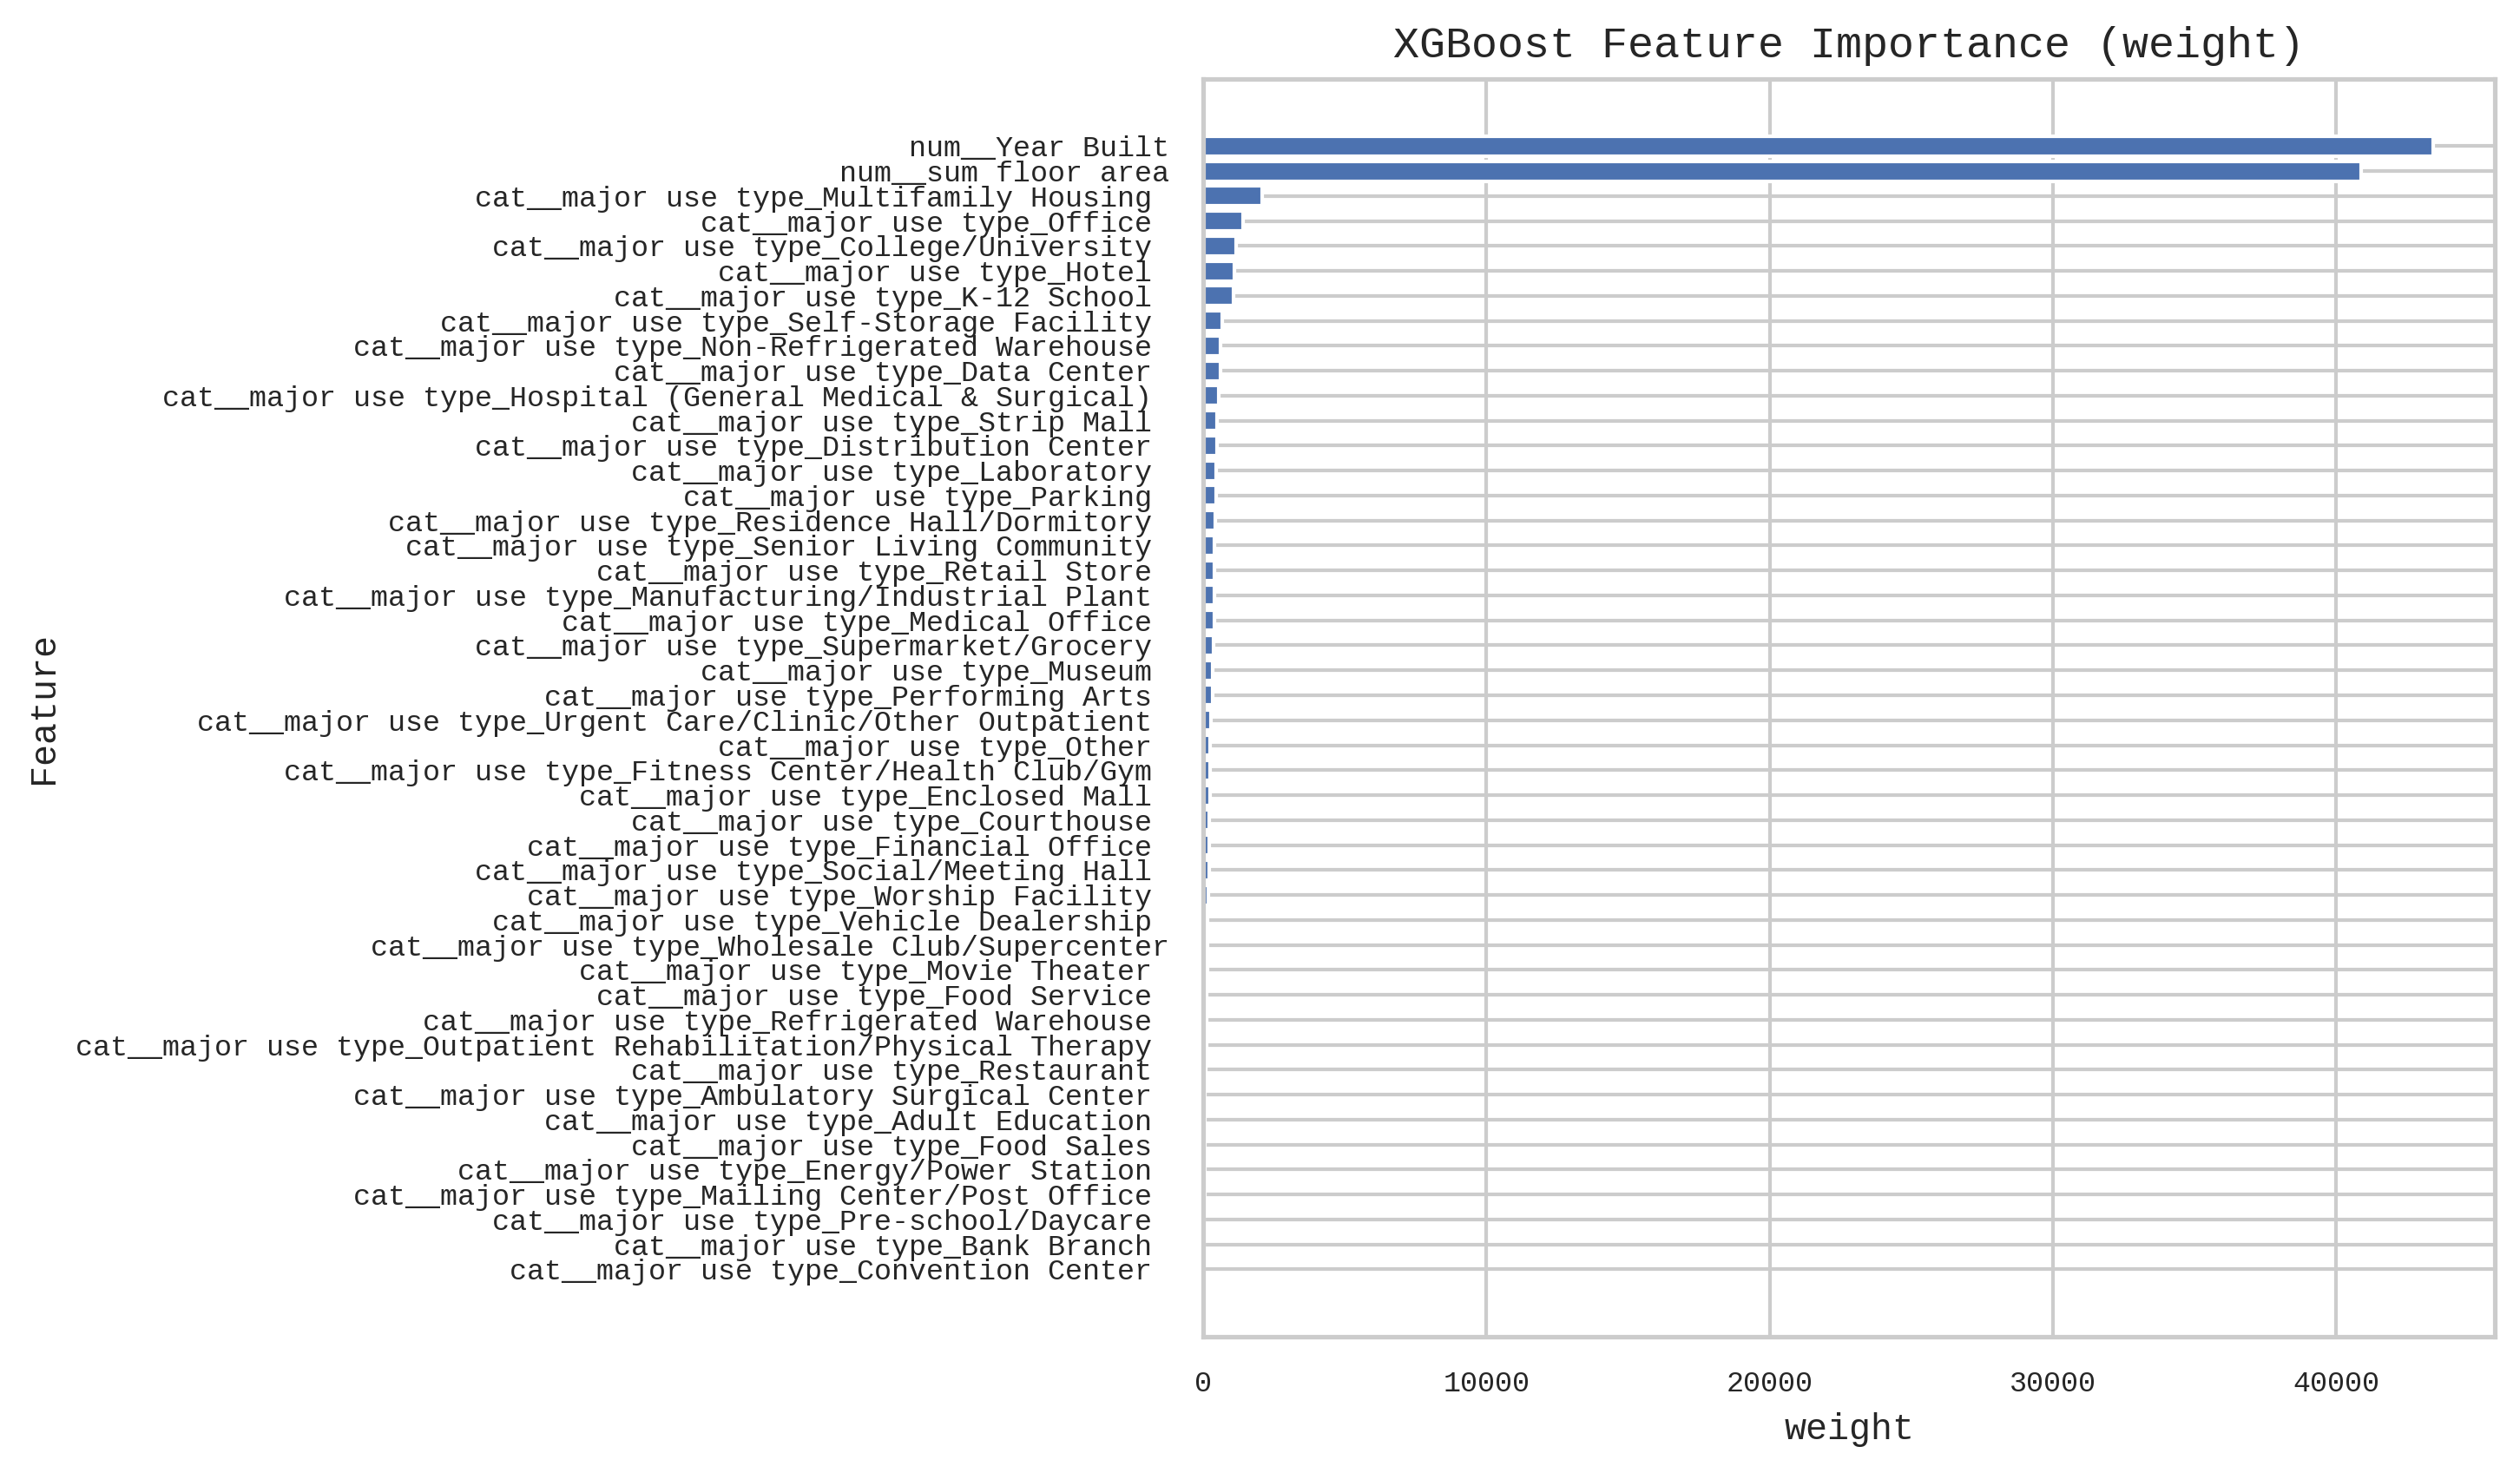 XGBoost Feature Importance (weight)
num__Year Built
num__sum floor area
cat__major use type_Multifamily Housing
cat__major use type_Office
cat__major use type_College/University
cat__major use type_Hotel
cat__major use type_K-12 School
cat__major use type_Self-Storage Facility
cat__major use type_Non-Refrigerated Warehouse
cat__major use type_Data Center
cat__major use type_Hospital (General Medical & Surgical)
cat__major use type_Strip Mall
cat__major use type_Distribution Center
cat__major use type_Laboratory
cat__major use type_Parking
cat__major use type_Residence Hall/Dormitory
cat__major use type_Senior Living Community
cat__major use type_Retail Store
cat__major use type_Manufacturing/Industrial Plant
cat__major use type_Medical Office
cat__major use type_Supermarket/Grocery
cat__major use type_Museum
cat__major use type_Performing Arts
cat__major use type_Urgent Care/Clinic/Other Outpatient
cat__major use type_Other
cat__major use type_Fitness Center/Health Club/Gym
cat__major use type_Enclosed Mall
cat__major use type_Courthouse
cat__major use type_Financial Office
cat__major use type_Social/Meeting Hall
cat__major use type_Worship Facility
cat__major use type_Vehicle Dealership
cat__major use type_Wholesale Club/Supercenter
cat__major use type_Movie Theater
cat__major use type_Food Service
cat__major use type_Refrigerated Warehouse
cat__major use type_Outpatient Rehabilitation/Physical Therapy
cat__major use type_Restaurant
cat__major use type_Ambulatory Surgical Center
cat__major use type_Adult Education
cat__major use type_Food Sales
cat__major use type_Energy/Power Station
cat__major use type_Mailing Center/Post Office
cat__major use type_Pre-school/Daycare
cat__major use type_Bank Branch
cat__major use type_Convention Center
Feature
0 10000 20000 30000 40000
weight